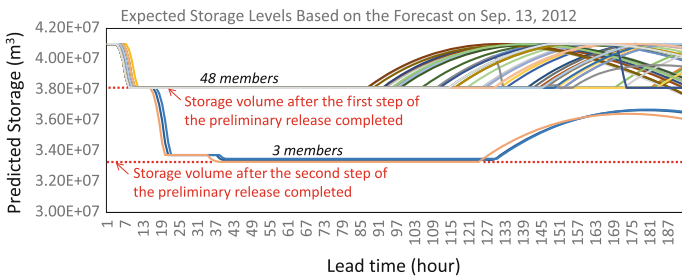 Expected Storage Levels Based on the Forecast on Sep. 13, 2012
Predicted Storage (m³)
4.20E+07
4.00E+07
3.80E+07
3.60E+07
3.40E+07
3.20E+07
3.00E+07
48 members
Storage volume after the first step of
the preliminary release completed
3 members
Storage volume after the second step of
the preliminary release completed
1 7 13 19 25 31 37 43 49 55 61 67 73 79 85 91 97 103 109 115 121 127 133 139 145 151 157 163 169 175 181 187
Lead time (hour)